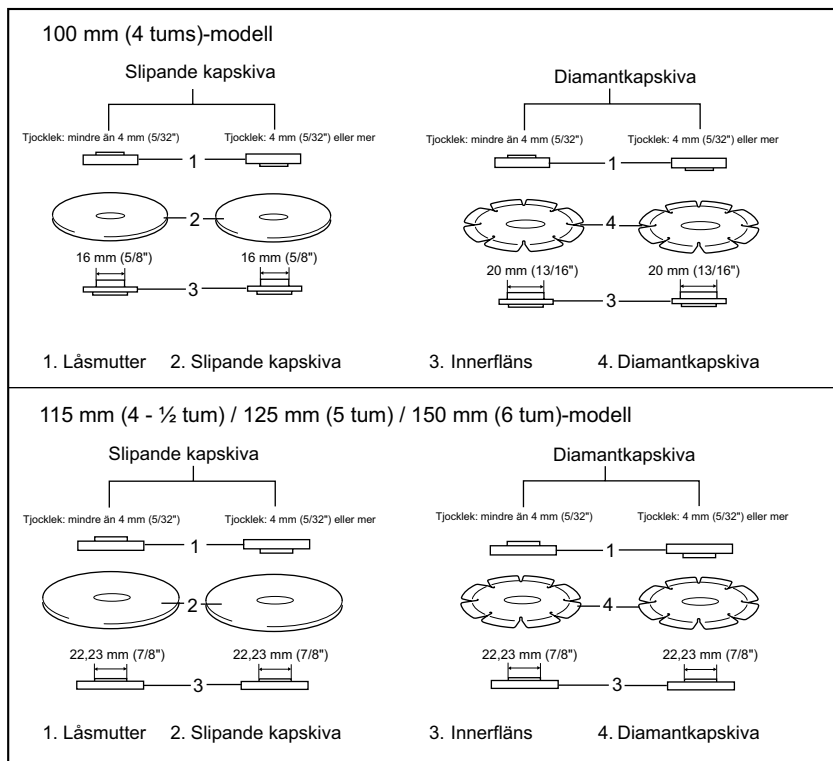 100 mm (4 tums)-modell
Slipande kapskiva
Diamantkapskiva
Tjocklek: mindre än 4 mm (5/32") Tjocklek: 4 mm (5/32") eller mer
Tjocklek: mindre än 4 mm (5/32") Tjocklek: 4 mm (5/32") eller mer
1
1
2
4
16 mm (5/8") 16 mm (5/8")
20 mm (13/16") 20 mm (13/16")
3
3
1. Låsmutter 2. Slipande kapskiva 3. Innerfläns 4. Diamantkapskiva
115 mm (4 - ½ tum) / 125 mm (5 tum) / 150 mm (6 tum)-modell
Slipande kapskiva
Diamantkapskiva
Tjocklek: mindre än 4 mm (5/32") Tjocklek: 4 mm (5/32") eller mer
Tjocklek: mindre än 4 mm (5/32") Tjocklek: 4 mm (5/32") eller mer
1
1
2
4
22,23 mm (7/8") 22,23 mm (7/8")
22,23 mm (7/8") 22,23 mm (7/8")
3
3
1. Låsmutter 2. Slipande kapskiva 3. Innerfläns 4. Diamantkapskiva